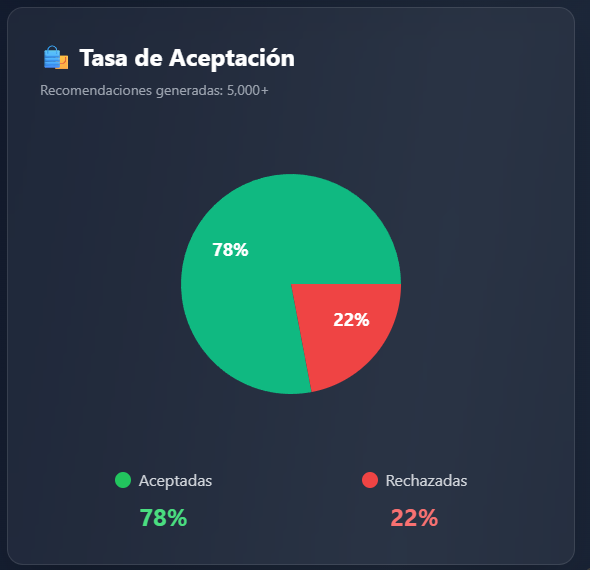 Tasa de Aceptación
Recomendaciones generadas: 5,000+
78%
22%
Aceptadas
78%
Rechazadas
22%